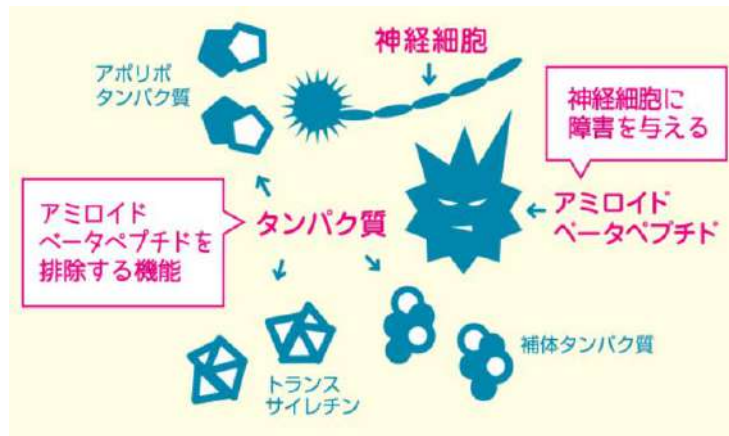 神経細胞
アポリポ
タンパク質
神経細胞に
障害を与える
アミロイド
ベータペプチド
アミロイド
ベータペプチドを
排除する機能
タンパク質
補体タンパク質
トランス
サイレチン